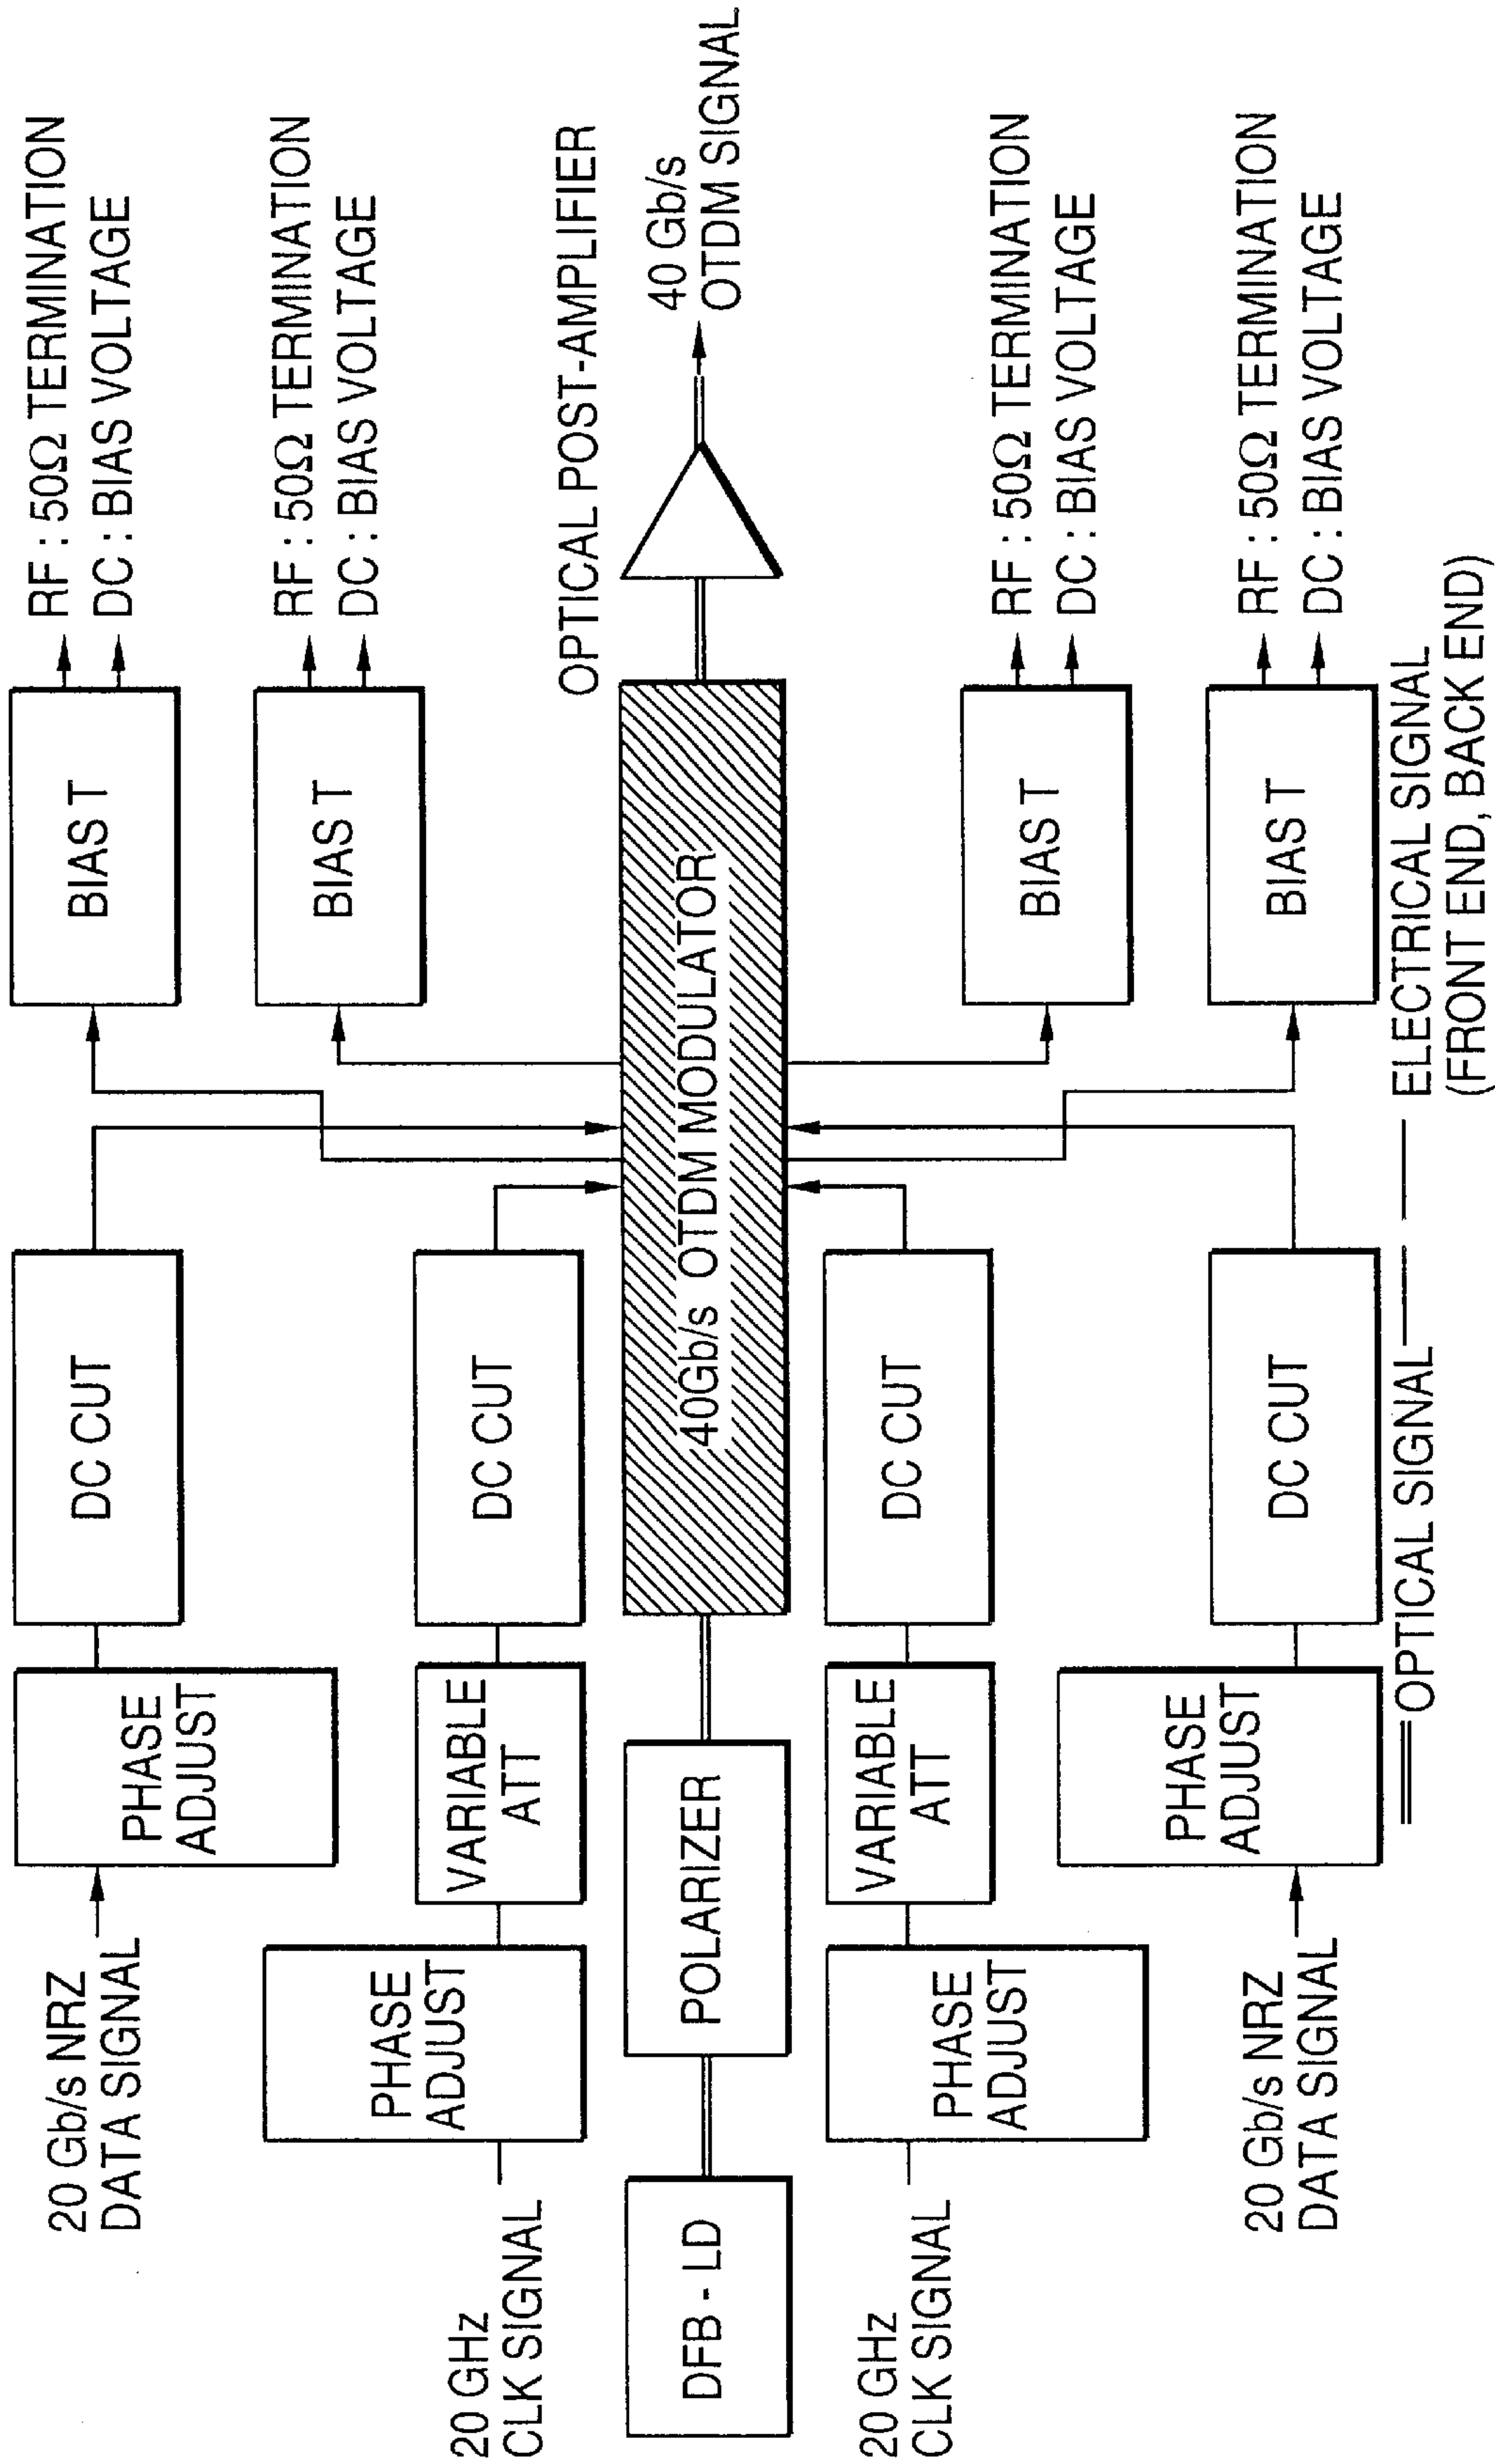 20 Gb/s NRZ
DATA SIGNAL
PHASE
ADJUST
DC CUT
BIAS T
RF : 50Ω TERMINATION
DC : BIAS VOLTAGE
20 GHz
CLK SIGNAL
PHASE
ADJUST
VARIABLE
ATT
DC CUT
BIAS T
RF : 50Ω TERMINATION
DC : BIAS VOLTAGE
DFB - LD
POLARIZER
40Gb/s OTDM MODULATOR
OPTICAL POST-AMPLIFIER
40 Gb/s
OTDM SIGNAL
20 GHz
CLK SIGNAL
PHASE
ADJUST
VARIABLE
ATT
DC CUT
BIAS T
RF : 50Ω TERMINATION
DC : BIAS VOLTAGE
20 Gb/s NRZ
DATA SIGNAL
PHASE
ADJUST
DC CUT
BIAS T
RF : 50Ω TERMINATION
DC : BIAS VOLTAGE
OPTICAL SIGNAL
ELECTRICAL SIGNAL
(FRONT END, BACK END)